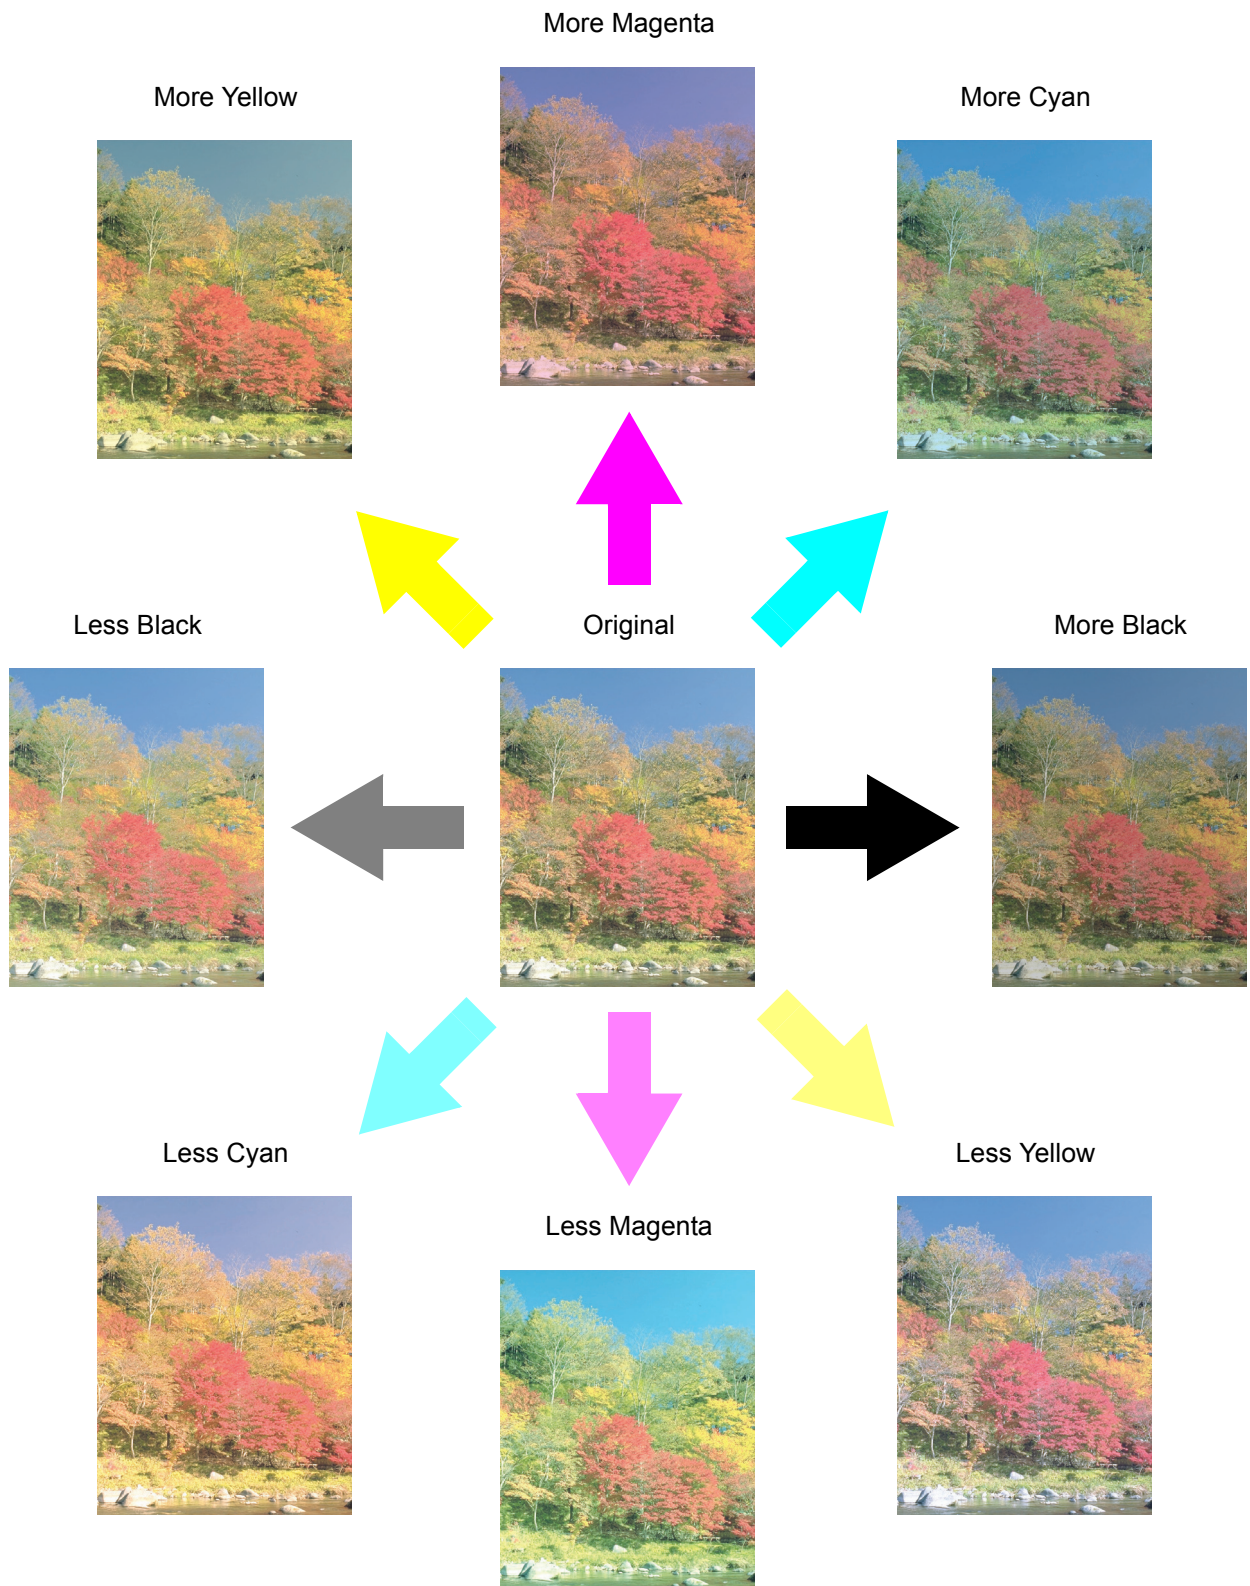 More Magenta
More Yellow
More Cyan
Less Black
Original
More Black
Less Cyan
Less Yellow
Less Magenta